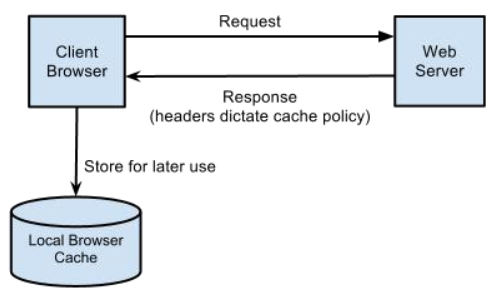 Request
Client
Browser
Web
Server
Response
(headers dictate cache policy)
Store for later use
Local Browser
Cache